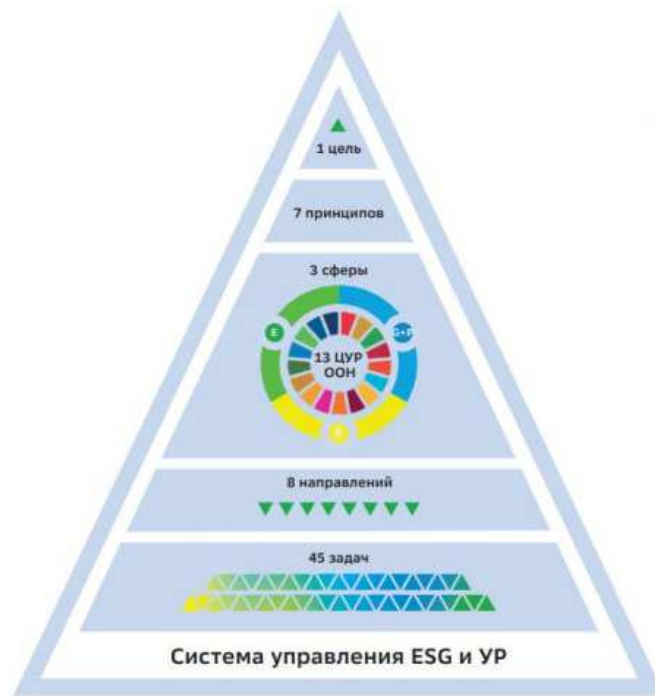 1 цель
7 принципов
3 сферы
E
13 ЦУР
ООН
8 направлений
45 задач
Система управления ESG и УР